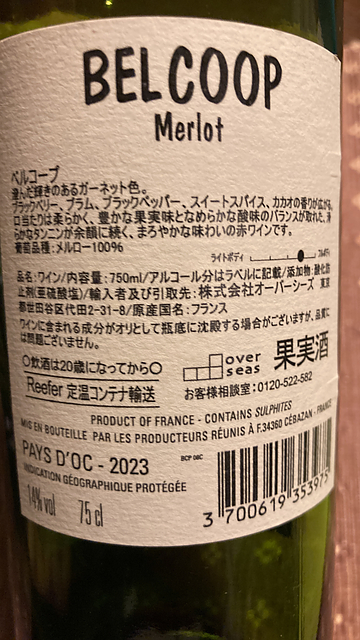 BELCOOP
Merlot
ベルコープ
澄んだ輝きのあるガーネット色。
ブラックベリー、プラム、ブラックペッパー、スイートスパイス、カカオの香りが広がる。
口当たりは柔らかく、豊かな果実味となめらかな酸味のバランスが取れた、滑
らかなタンニンが余韻に続く、まろやかな味わいの赤ワインです。
葡萄品種:メルロー100%
ライトボディ フルボディ
品名:ワイン/内容量:750ml/アルコール分はラベルに記載/添加物:酸化防
止剤(亜硫酸塩)/輸入者及び引取先:株式会社オーバーシーズ 東京
都世田谷区代田2-31-8/原産国名:フランス
ワインに含まれる成分がオリとして瓶底に沈殿する場合がございますが、品質に
は問題ございません。
○飲酒は20歳になってから○
over
seas
果実酒
Reefer 定温コンテナ輸送
お客様相談室:0120-522-582
PRODUCT OF FRANCE - CONTAINS SULPHITES
MIS EN BOUTEILLE PAR LES PRODUCTEURS RÉUNIS À F.34360 CÉBAZAN - FRANCE
PAYS D'OC - 2023
BCP 08C
INDICATION GÉOGRAPHIQUE PROTÉGÉE
14% vol 75 cl
3 700619 353975